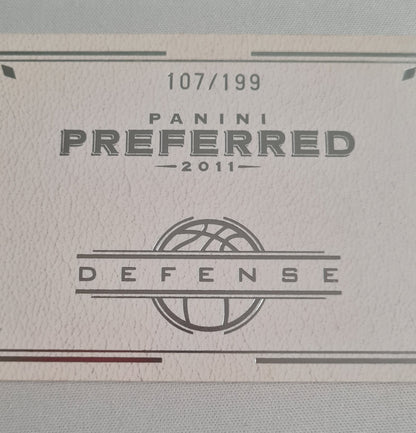 107/199
PANINI
PREFERRED
2011
DEFENSE